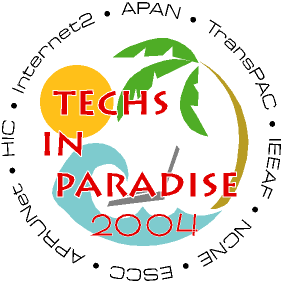 Internet2 • APAN • TransPAC • IEEAF • NCNE • ESCC • APRUNet • HIC •
TECHS
IN
PARADISE
2004